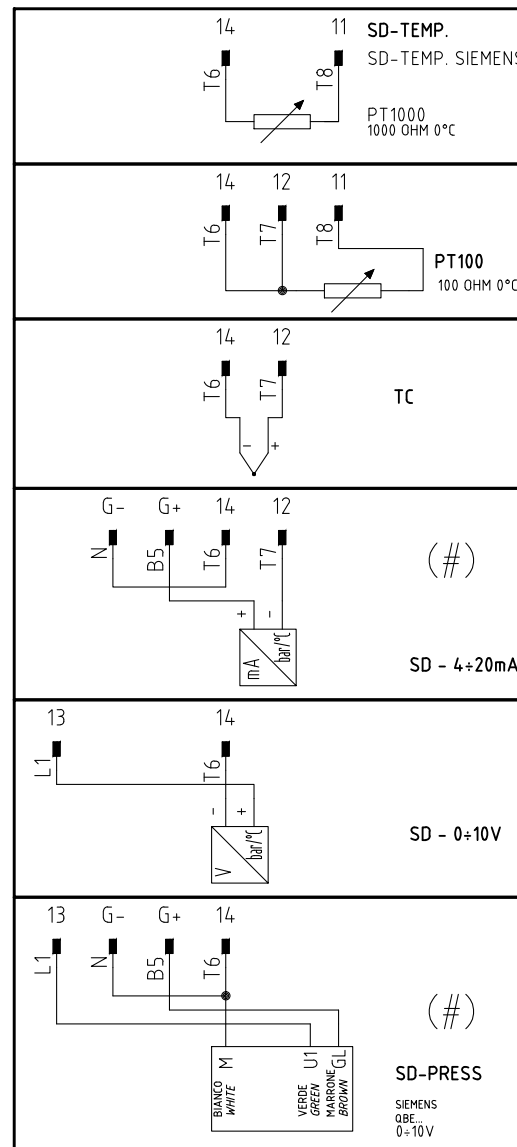 14 11 SD-TEMP.
SD-TEMP. SIEMENS
T6 T8
PT1000
1000 OHM 0°C
14 12 11
T6 T7 T8
PT100
100 OHM 0°C
14 12
T6 T7
TC
- +
G- G+ 14 12
N B5 T6 T7
(#)
+ -
mA bar/°C
SD - 4÷20mA
13 14
L1 T6
- +
V bar/°C
SD - 0÷10V
13 G- G+ 14
L1 N B5 T6
(#)
M U1 GL
BIANCO VERDE MARRONE
WHITE GREEN BROWN
SD-PRESS
SIEMENS
QBE...
0÷10V